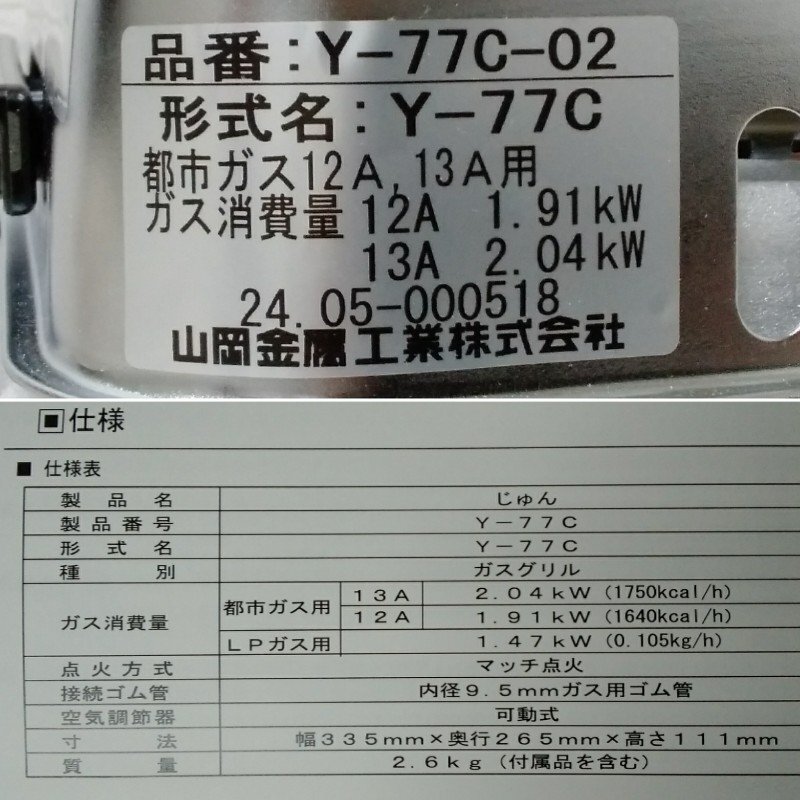 品番：Y-77C-02
形式名：Y-77C
都市ガス12A,13A用
ガス消費量 12A 1.91kW
13A 2.04kW
24.05-000518
山岡金属工業株式会社
▣仕様
■ 仕様表
製品名 じゅん
製品番号 Y-77C
形式名 Y-77C
種別 ガスグリル
ガス消費量 都市ガス用 13A 2.04kW (1750kcal/h)
12A 1.91kW (1640kcal/h)
LPガス用 1.47kW (0.105kg/h)
点火方式 マッチ点火
接続ゴム管 内径9.5mmガス用ゴム管
空気調節器 可動式
寸法 幅335mm×奥行265mm×高さ111mm
質量 2.6kg (付属品を含む)